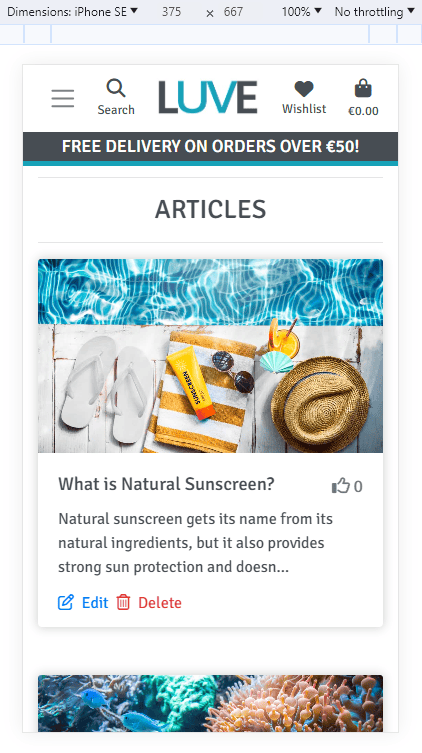 Dimensions: iPhone SE 375 × 667 100% No throttling
Search LUVE Wishlist €0.00
FREE DELIVERY ON ORDERS OVER €50!
ARTICLES
SUNSCREEN
What is Natural Sunscreen? 0
Natural sunscreen gets its name from its
natural ingredients, but it also provides
strong sun protection and doesn...
Edit Delete